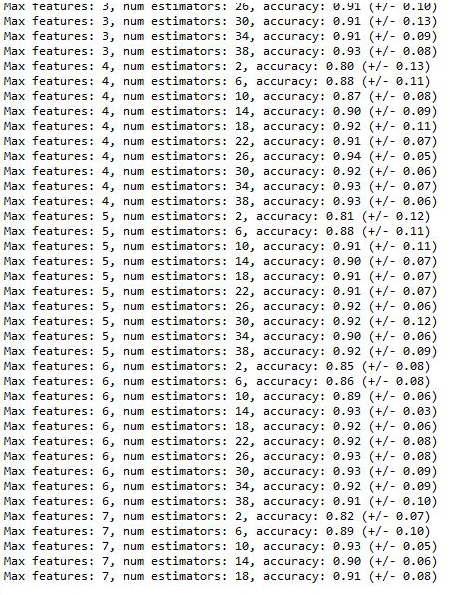 Max features: 3, num estimators: 26, accuracy: 0.91 (+/- 0.10)
Max features: 3, num estimators: 30, accuracy: 0.91 (+/- 0.13)
Max features: 3, num estimators: 34, accuracy: 0.91 (+/- 0.09)
Max features: 3, num estimators: 38, accuracy: 0.93 (+/- 0.08)
Max features: 4, num estimators: 2, accuracy: 0.80 (+/- 0.13)
Max features: 4, num estimators: 6, accuracy: 0.88 (+/- 0.11)
Max features: 4, num estimators: 10, accuracy: 0.87 (+/- 0.08)
Max features: 4, num estimators: 14, accuracy: 0.90 (+/- 0.09)
Max features: 4, num estimators: 18, accuracy: 0.92 (+/- 0.11)
Max features: 4, num estimators: 22, accuracy: 0.91 (+/- 0.07)
Max features: 4, num estimators: 26, accuracy: 0.94 (+/- 0.05)
Max features: 4, num estimators: 30, accuracy: 0.92 (+/- 0.06)
Max features: 4, num estimators: 34, accuracy: 0.93 (+/- 0.07)
Max features: 4, num estimators: 38, accuracy: 0.93 (+/- 0.06)
Max features: 5, num estimators: 2, accuracy: 0.81 (+/- 0.12)
Max features: 5, num estimators: 6, accuracy: 0.88 (+/- 0.11)
Max features: 5, num estimators: 10, accuracy: 0.91 (+/- 0.11)
Max features: 5, num estimators: 14, accuracy: 0.90 (+/- 0.07)
Max features: 5, num estimators: 18, accuracy: 0.91 (+/- 0.07)
Max features: 5, num estimators: 22, accuracy: 0.91 (+/- 0.07)
Max features: 5, num estimators: 26, accuracy: 0.92 (+/- 0.06)
Max features: 5, num estimators: 30, accuracy: 0.92 (+/- 0.12)
Max features: 5, num estimators: 34, accuracy: 0.90 (+/- 0.06)
Max features: 5, num estimators: 38, accuracy: 0.92 (+/- 0.09)
Max features: 6, num estimators: 2, accuracy: 0.85 (+/- 0.08)
Max features: 6, num estimators: 6, accuracy: 0.86 (+/- 0.08)
Max features: 6, num estimators: 10, accuracy: 0.89 (+/- 0.06)
Max features: 6, num estimators: 14, accuracy: 0.93 (+/- 0.03)
Max features: 6, num estimators: 18, accuracy: 0.92 (+/- 0.06)
Max features: 6, num estimators: 22, accuracy: 0.92 (+/- 0.08)
Max features: 6, num estimators: 26, accuracy: 0.93 (+/- 0.08)
Max features: 6, num estimators: 30, accuracy: 0.93 (+/- 0.09)
Max features: 6, num estimators: 34, accuracy: 0.92 (+/- 0.09)
Max features: 6, num estimators: 38, accuracy: 0.91 (+/- 0.10)
Max features: 7, num estimators: 2, accuracy: 0.82 (+/- 0.07)
Max features: 7, num estimators: 6, accuracy: 0.89 (+/- 0.10)
Max features: 7, num estimators: 10, accuracy: 0.93 (+/- 0.05)
Max features: 7, num estimators: 14, accuracy: 0.90 (+/- 0.06)
Max features: 7, num estimators: 18, accuracy: 0.91 (+/- 0.08)